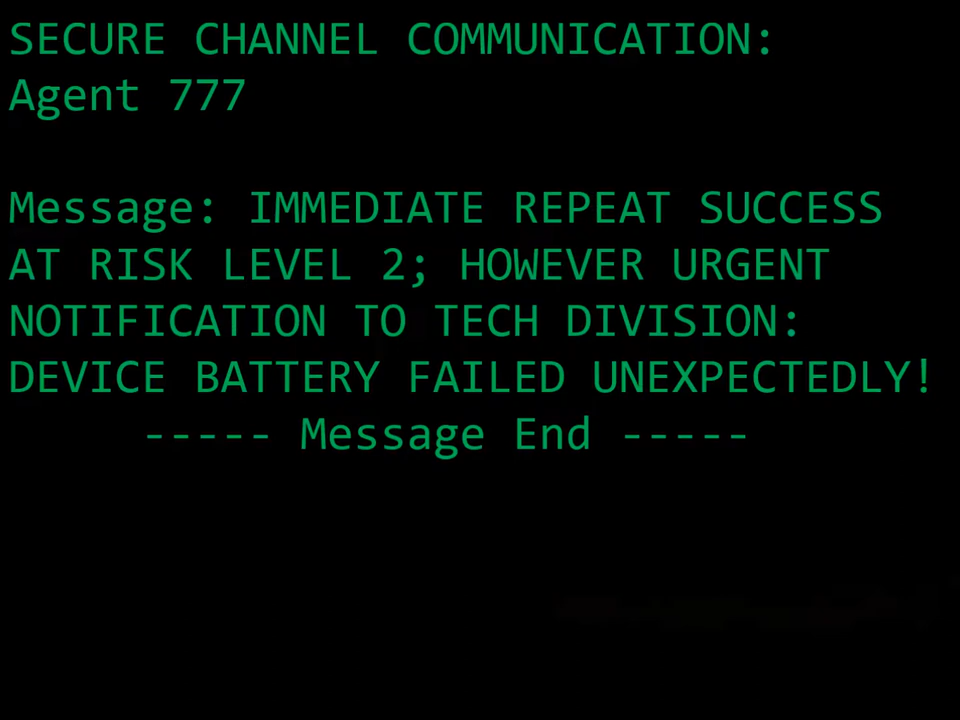 SECURE CHANNEL COMMUNICATION:
Agent 777
Message: IMMEDIATE REPEAT SUCCESS
AT RISK LEVEL 2; HOWEVER URGENT
NOTIFICATION TO TECH DIVISION:
DEVICE BATTERY FAILED UNEXPECTEDLY!
----- Message End -----